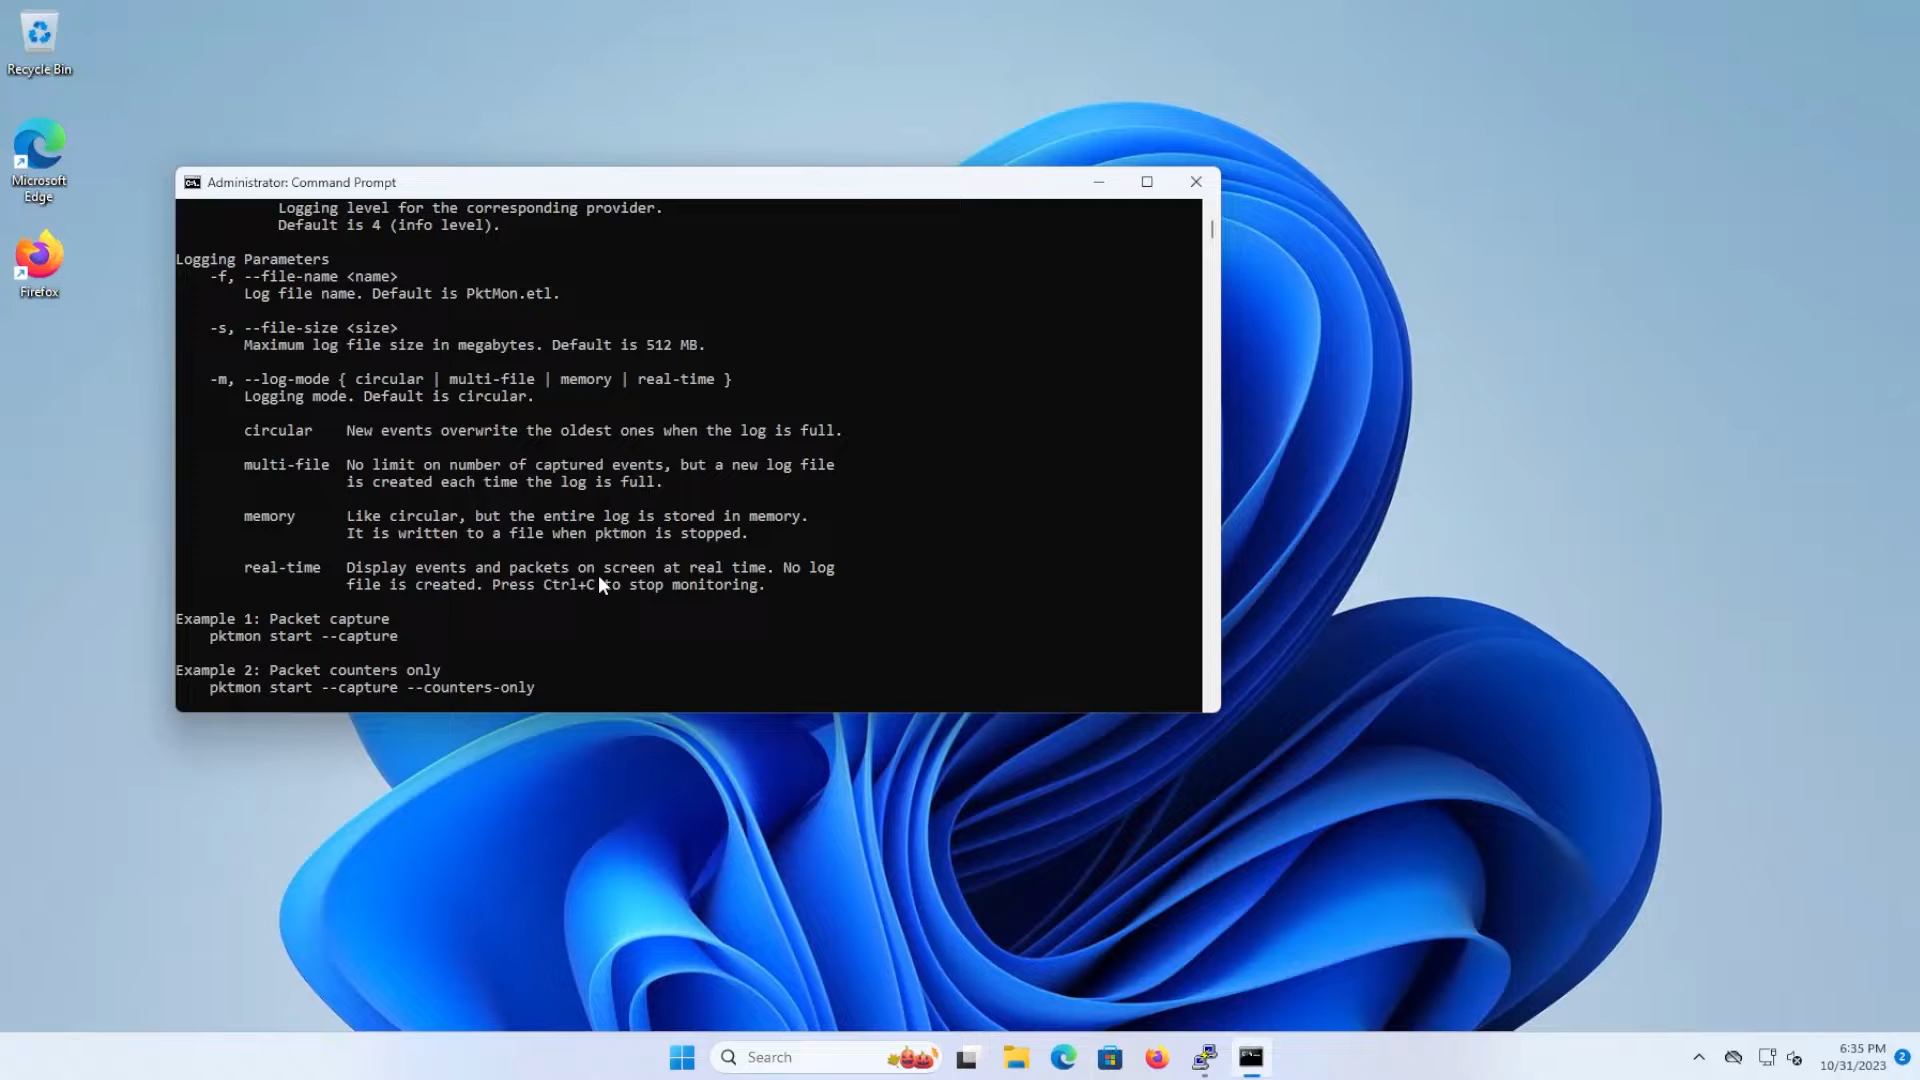 Recycle Bin
Microsoft
Edge
Firefox
Administrator: Command Prompt
Logging level for the corresponding provider.
Default is 4 (info level).
Logging Parameters
-f, --file-name <name>
Log file name. Default is PktMon.etl.
-s, --file-size <size>
Maximum log file size in megabytes. Default is 512 MB.
-m, --log-mode { circular | multi-file | memory | real-time }
Logging mode. Default is circular.
circular New events overwrite the oldest ones when the log is full.
multi-file No limit on number of captured events, but a new log file
is created each time the log is full.
memory Like circular, but the entire log is stored in memory.
It is written to a file when pktmon is stopped.
real-time Display events and packets on screen at real time. No log
file is created. Press Ctrl+C to stop monitoring.
Example 1: Packet capture
pktmon start --capture
Example 2: Packet counters only
pktmon start --capture --counters-only
Search
6:35 PM
10/31/2023
2